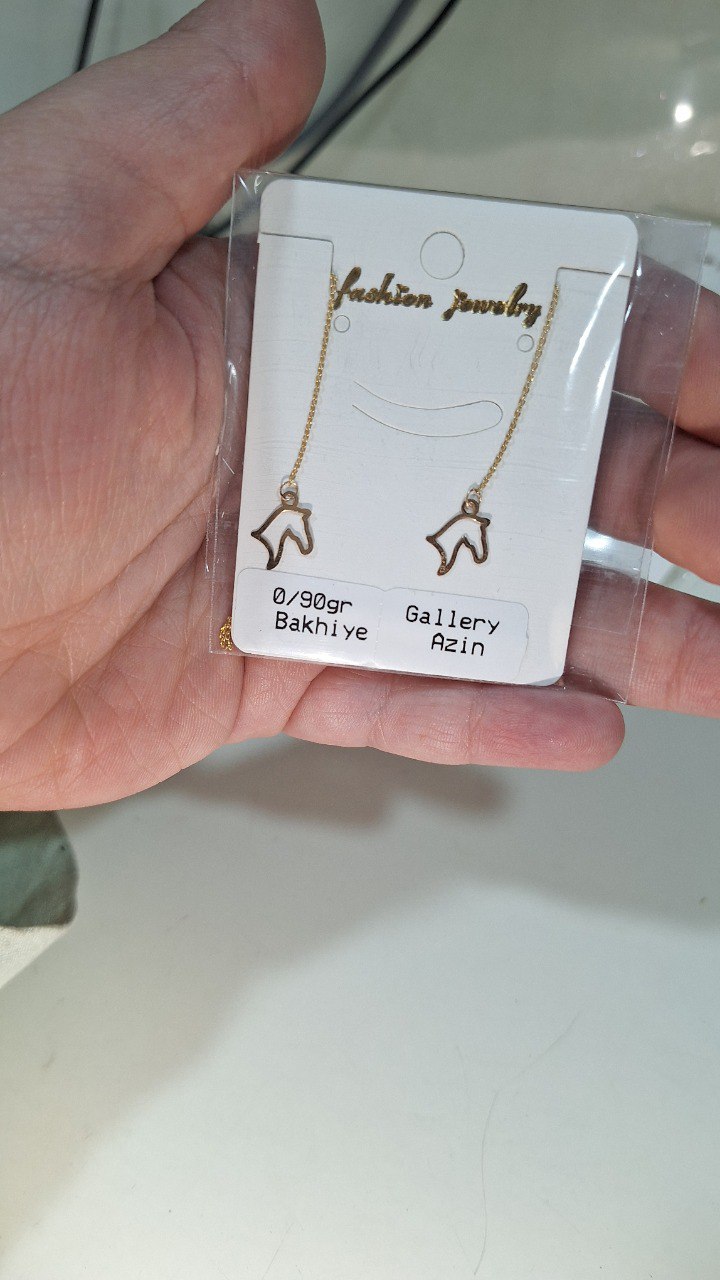 fashion jewelry
0/90gr
Bakhiye
Gallery
Azin